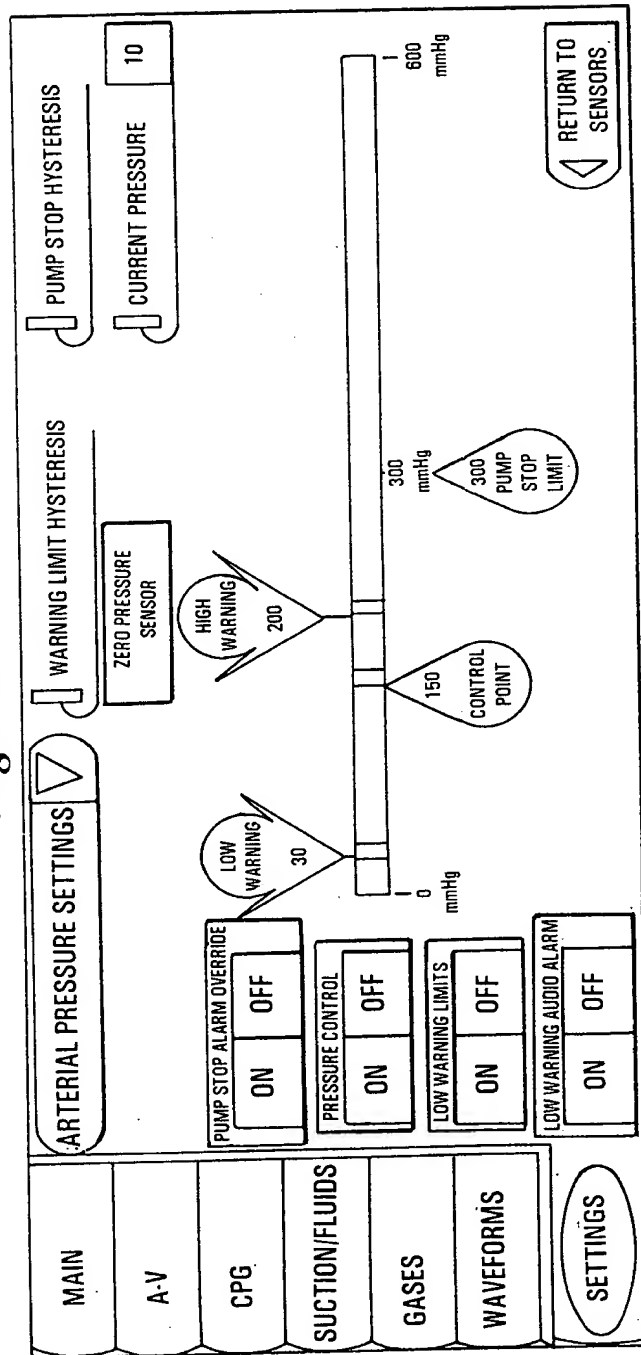 MAIN
A-V
CPG
SUCTION/FLUIDS
GASES
WAVEFORMS
SETTINGS
ARTERIAL PRESSURE SETTINGS
WARNING LIMIT HYSTERESIS
PUMP STOP HYSTERESIS
ZERO PRESSURE
SENSOR
CURRENT PRESSURE
10
PUMP STOP ALARM OVERRIDE
ON
OFF
PRESSURE CONTROL
ON
OFF
LOW WARNING LIMITS
ON
OFF
LOW WARNING AUDIO ALARM
ON
OFF
LOW
WARNING
30
HIGH
WARNING
200
0
mmHg
150
CONTROL
POINT
300
mmHg
300
PUMP
STOP
LIMIT
600
mmHg
RETURN TO
SENSORS